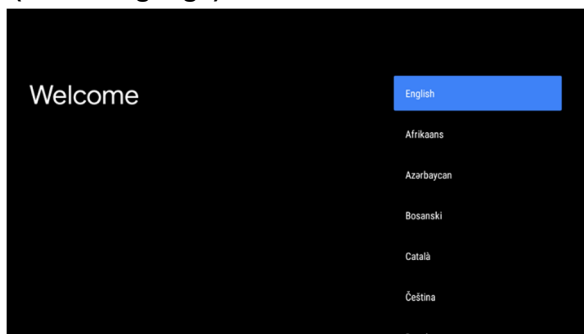 Welcome
English
Afrikaans
Azərbaycan
Bosanski
Català
Čeština